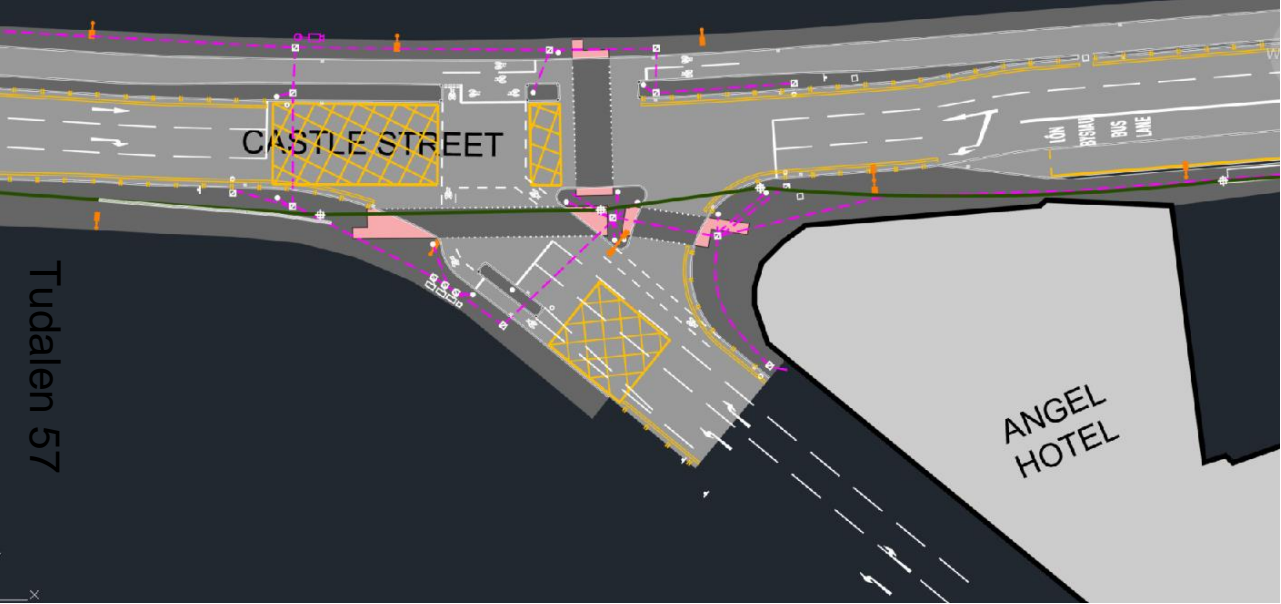 CASTLE STREET
LÔN
BYSIAU
BUS
LANE
Tudalen 57
ANGEL
HOTEL
X